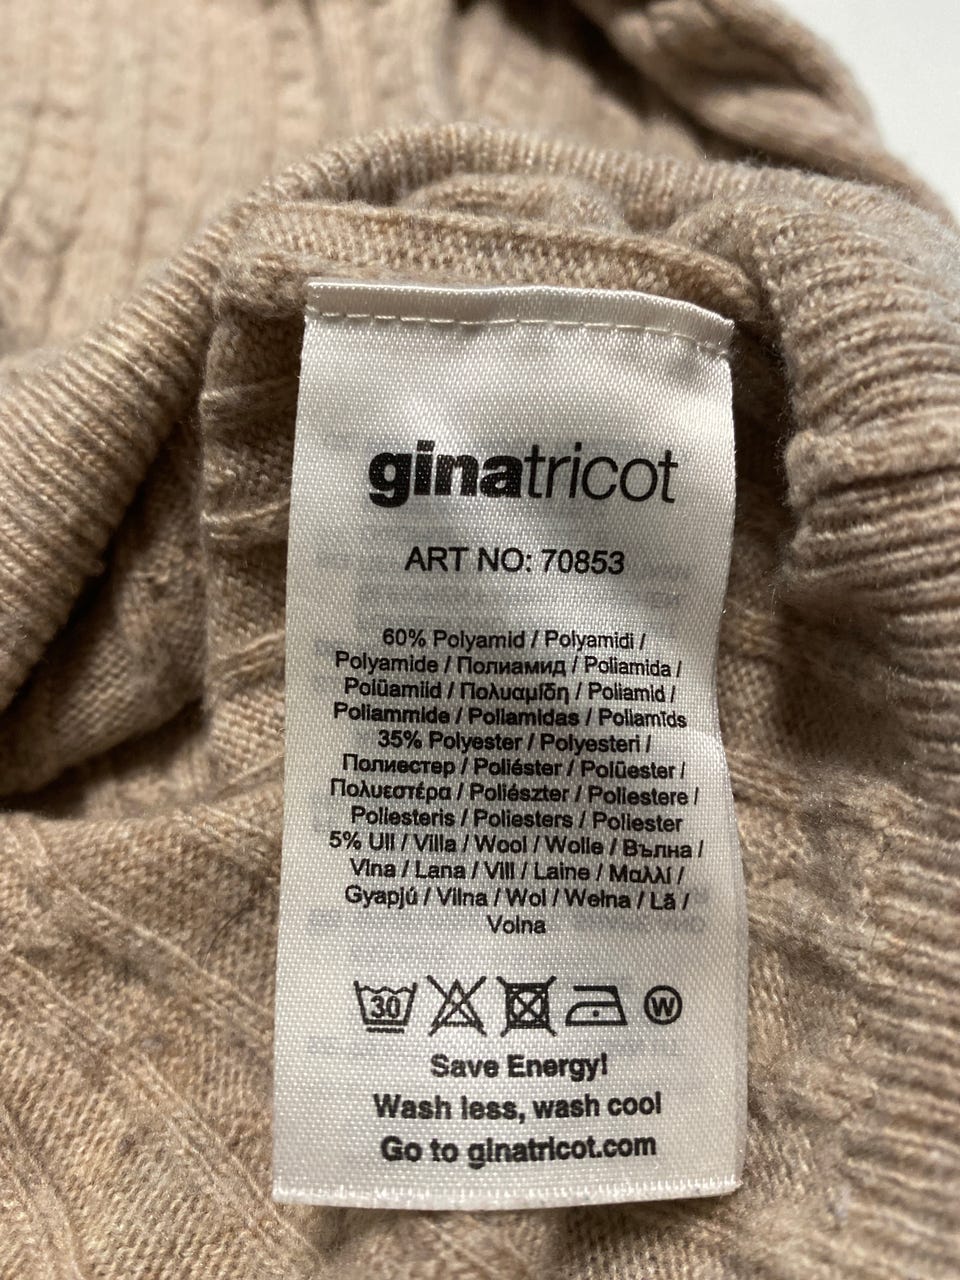 ginatricot
ART NO: 70853
60% Polyamid / Polyamidi /
Polyamide / Полиамид / Poliamida /
Polüamiid / Πολυαμίδη / Poliamid /
Poliammide / Poliamidas / Poliamīds
35% Polyester / Polyesteri /
Полиестер / Poliéster / Polüester /
Πολυεστέρα / Poliészter / Poliestere /
Poliesteris / Poliesters / Poliester
5% Ull / Villa / Wool / Wolle / Вълна /
Vlna / Lana / Vill / Laine / Μαλλί /
Gyapjú / Vilna / Wol / Wełna / Lă /
Volna
30 W
Save Energy!
Wash less, wash cool
Go to ginatricot.com